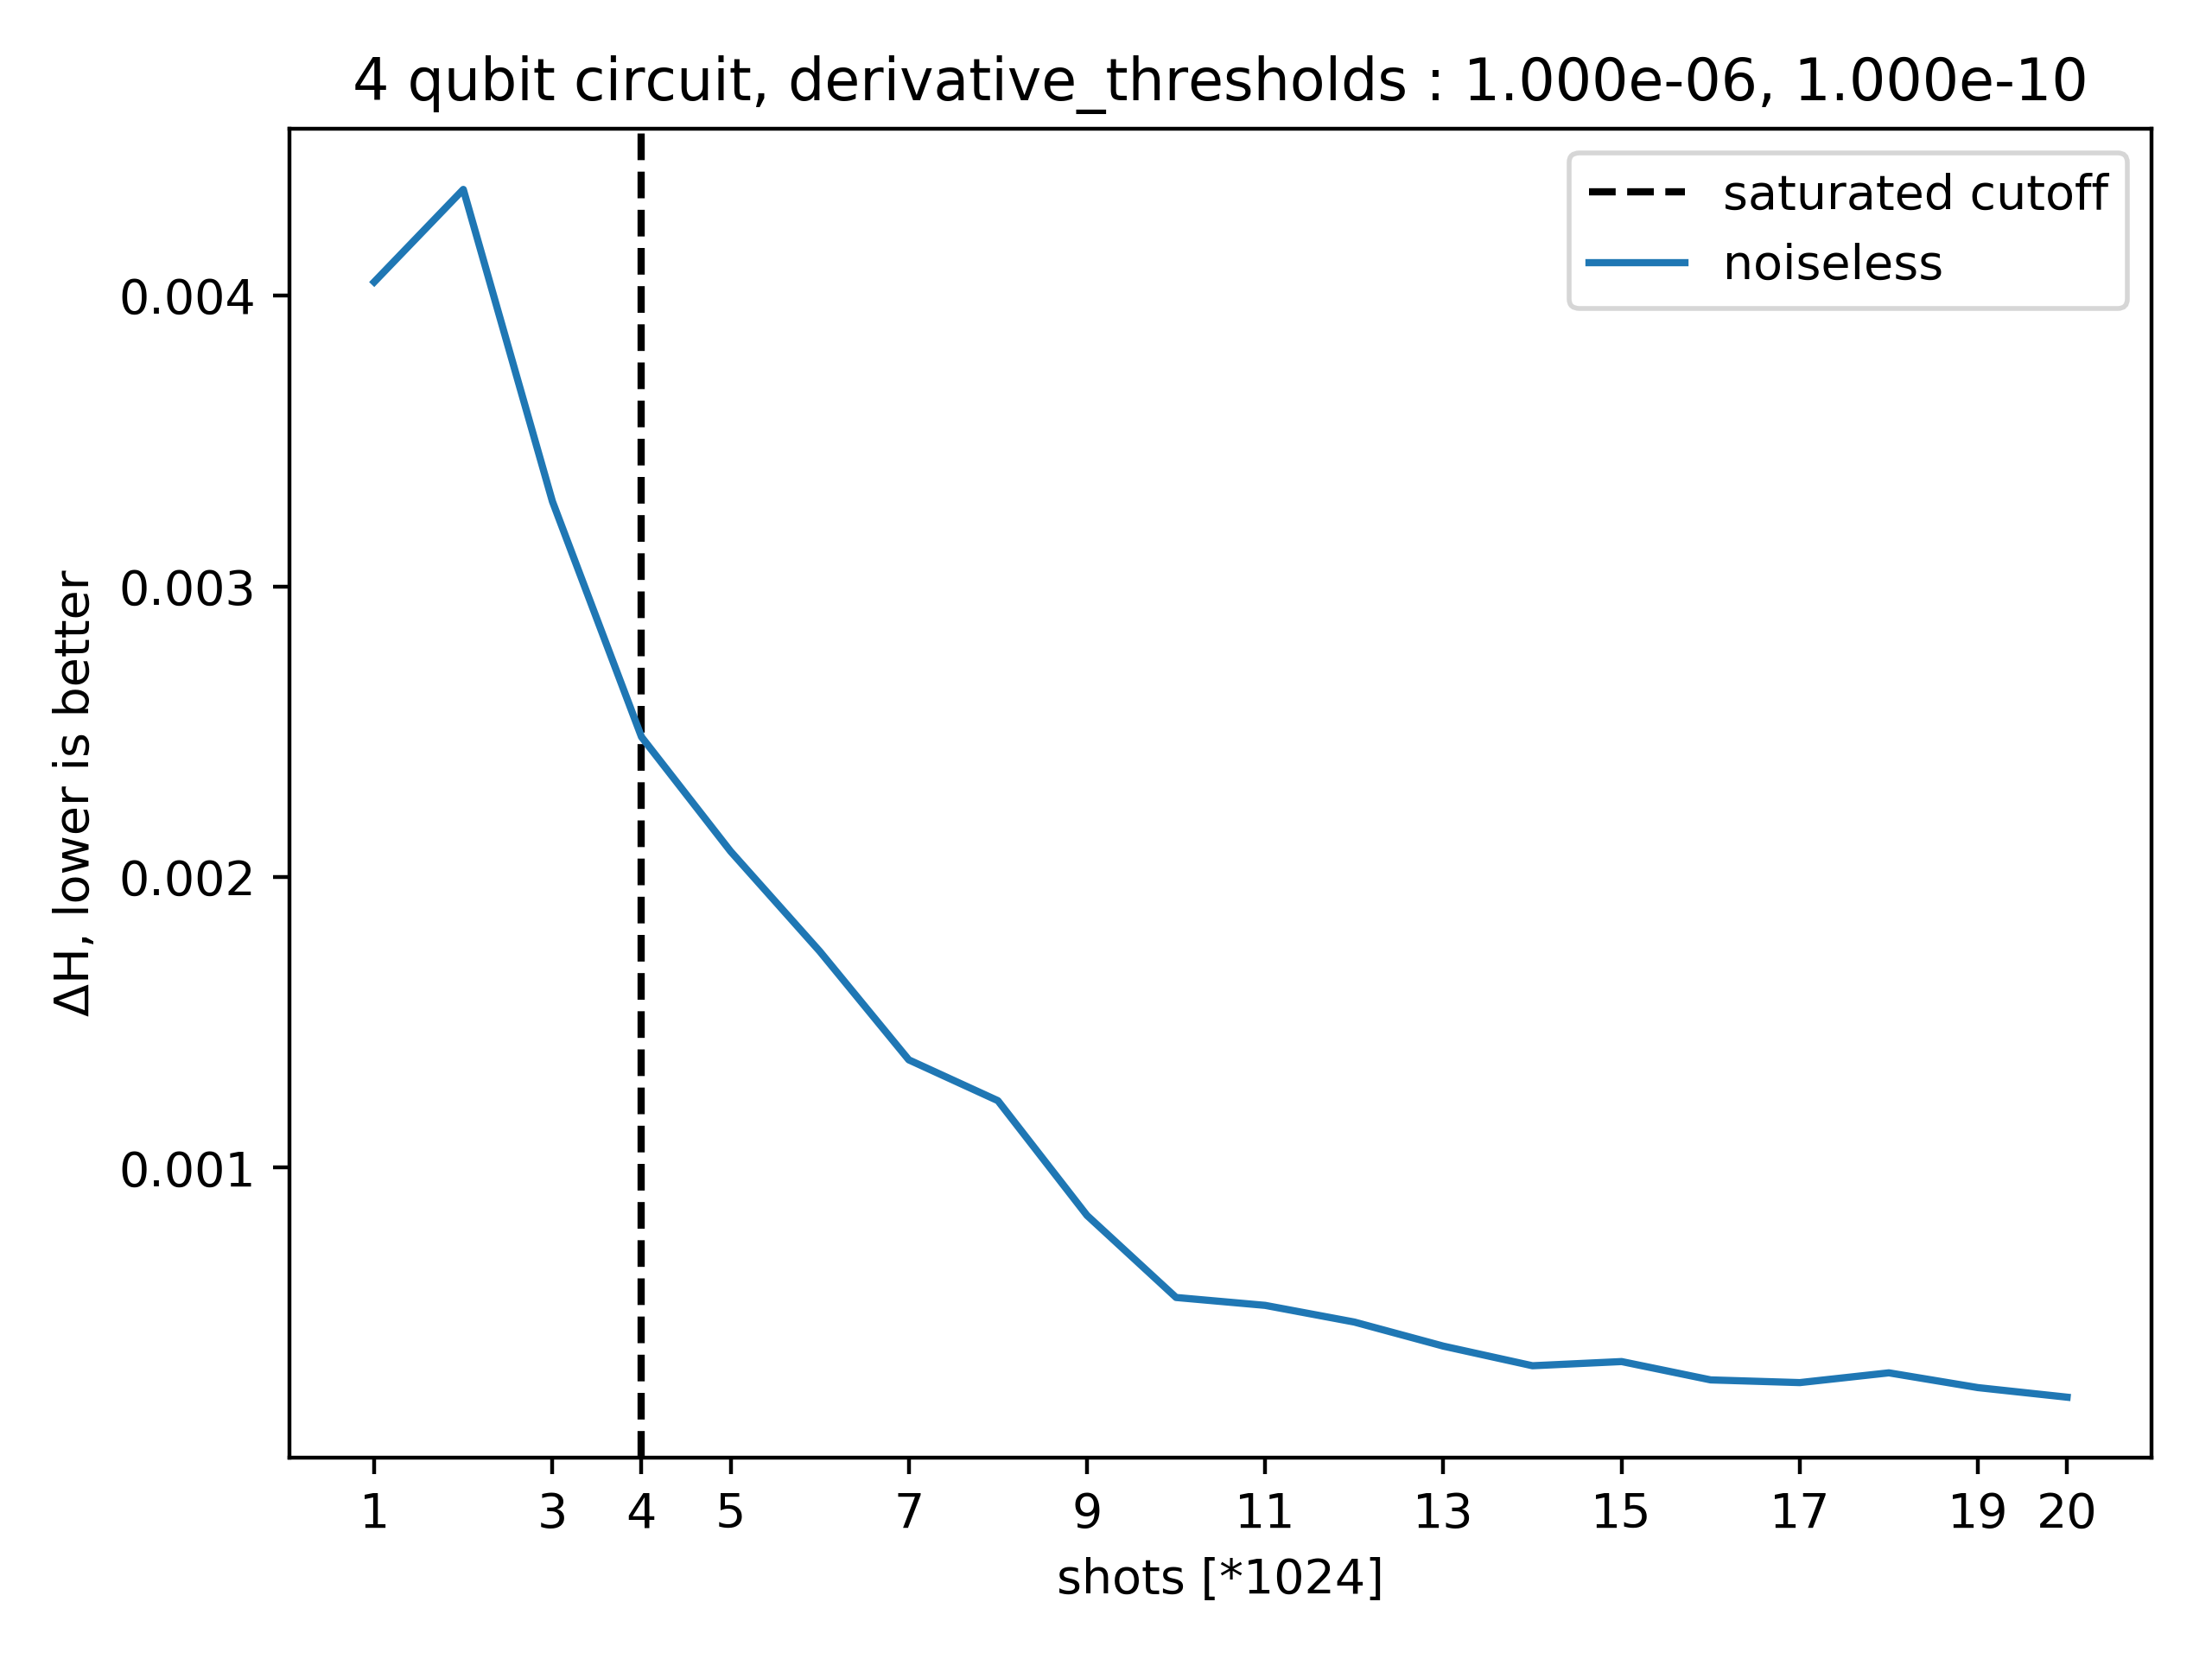 4 qubit circuit, derivative_thresholds : 1.000e-06, 1.000e-10
saturated cutoff
noiseless
0.004
0.003
0.002
0.001
ΔH, lower is better
1 3 4 5 7 9 11 13 15 17 19 20
shots [*1024]